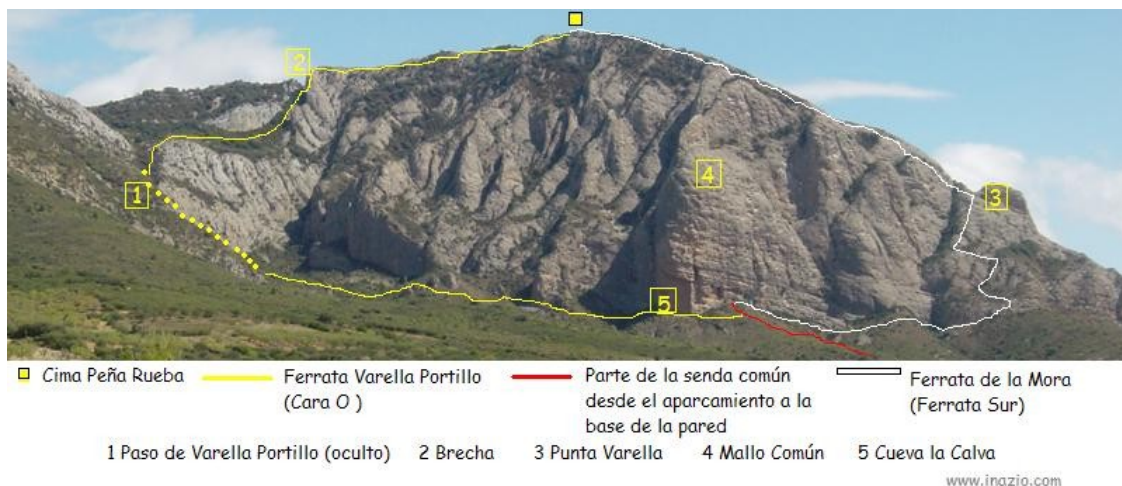 2
3
4
1
5
Cima Peña Rueba
Ferrata Varella Portillo
(Cara O )
Parte de la senda común
desde el aparcamiento a la
base de la pared
Ferrata de la Mora
(Ferrata Sur)
1 Paso de Varella Portillo (oculto) 2 Brecha 3 Punta Varella 4 Mallo Común 5 Cueva la Calva
www.inazio.com